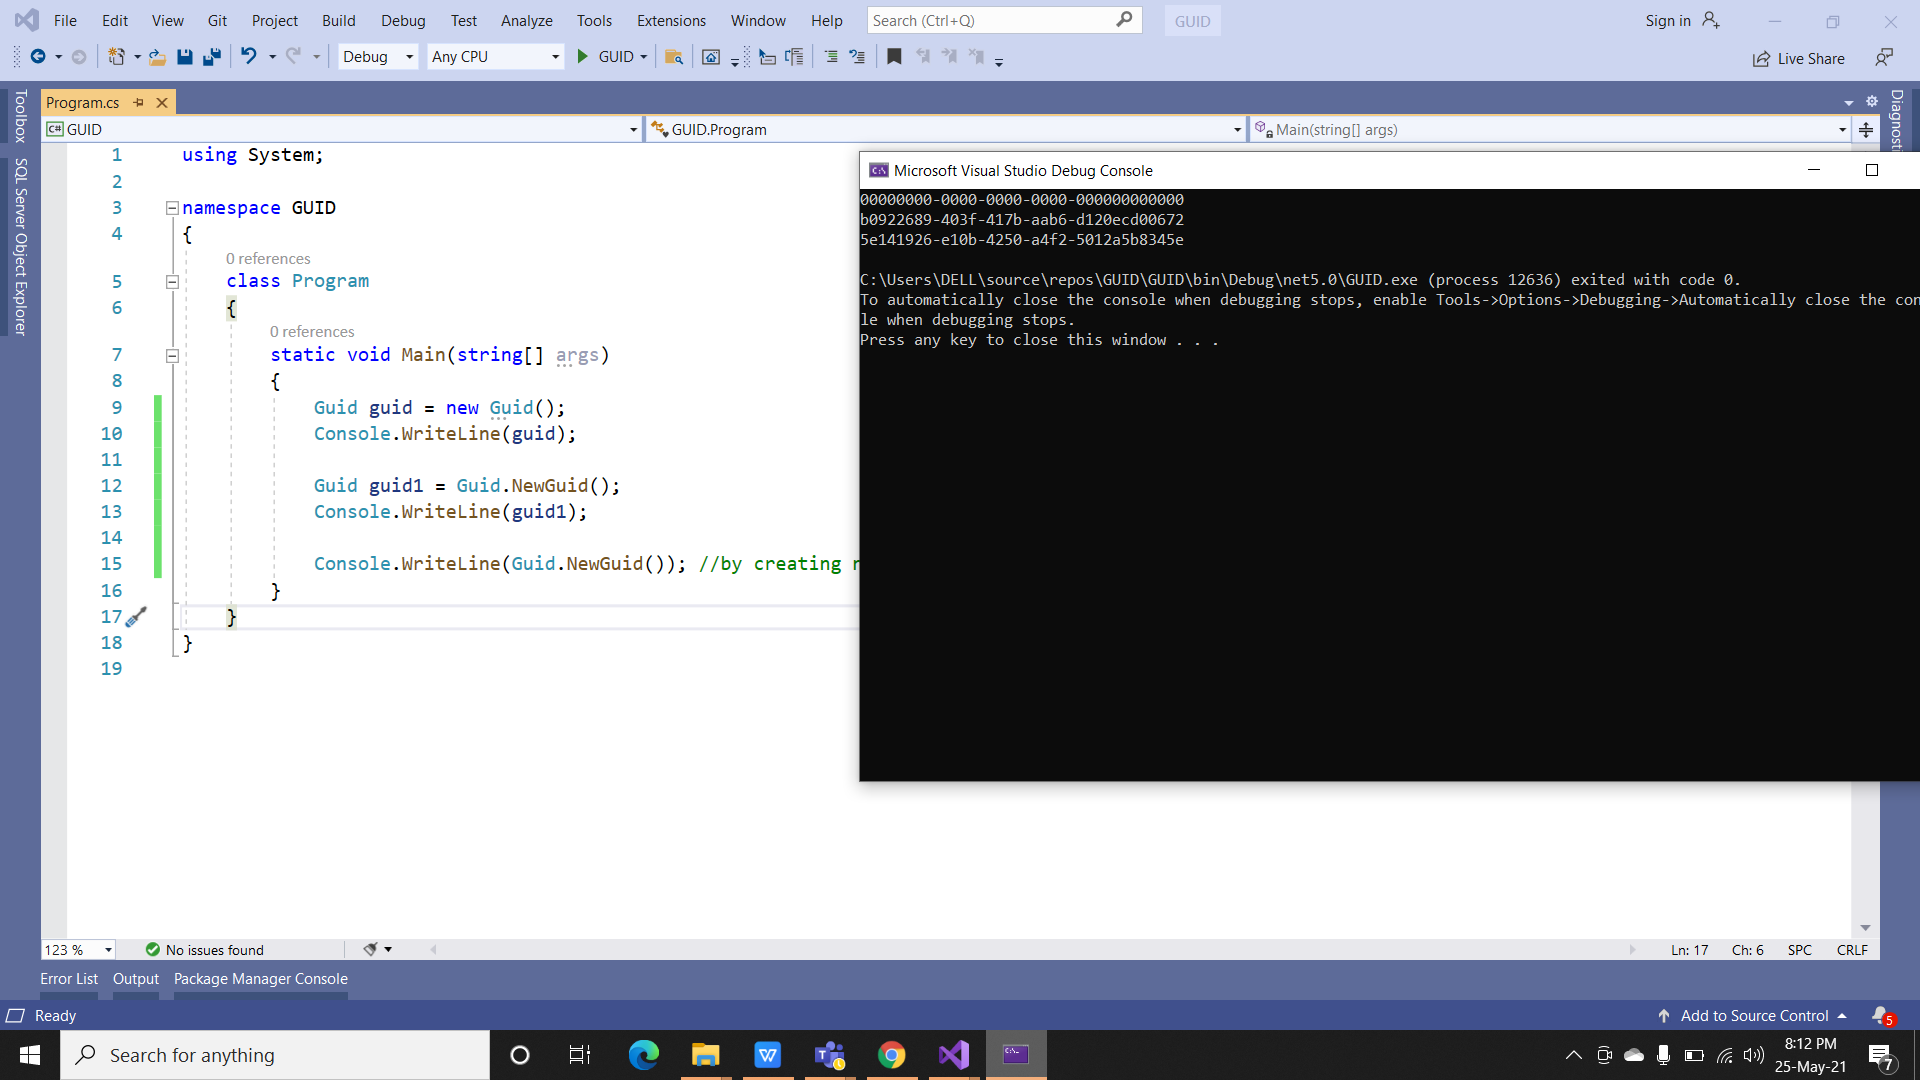 File Edit View Git Project Build Debug Test Analyze Tools Extensions Window Help Search (Ctrl+Q) GUID Sign in
Debug Any CPU GUID Live Share
Toolbox
SQL Server Object Explorer
Program.cs
GUID GUID.Program Main(string[] args)
1 using System;
2
3 namespace GUID
4 {
0 references
5 class Program
6 {
0 references
7 static void Main(string[] args)
8 {
9 Guid guid = new Guid();
10 Console.WriteLine(guid);
11
12 Guid guid1 = Guid.NewGuid();
13 Console.WriteLine(guid1);
14
15 Console.WriteLine(Guid.NewGuid()); //by creating
16 }
17 }
18 }
19
Microsoft Visual Studio Debug Console
00000000-0000-0000-0000-000000000000
b0922689-403f-417b-aab6-d120ecd00672
5e141926-e10b-4250-a4f2-5012a5b8345e
C:\Users\DELL\source\repos\GUID\GUID\bin\Debug\net5.0\GUID.exe (process 12636) exited with code 0.
To automatically close the console when debugging stops, enable Tools->Options->Debugging->Automatically close the con
le when debugging stops.
Press any key to close this window . . .
123 % No issues found Ln: 17 Ch: 6 SPC CRLF
Error List Output Package Manager Console
Ready Add to Source Control 5
Search for anything
8:12 PM
25-May-21
7